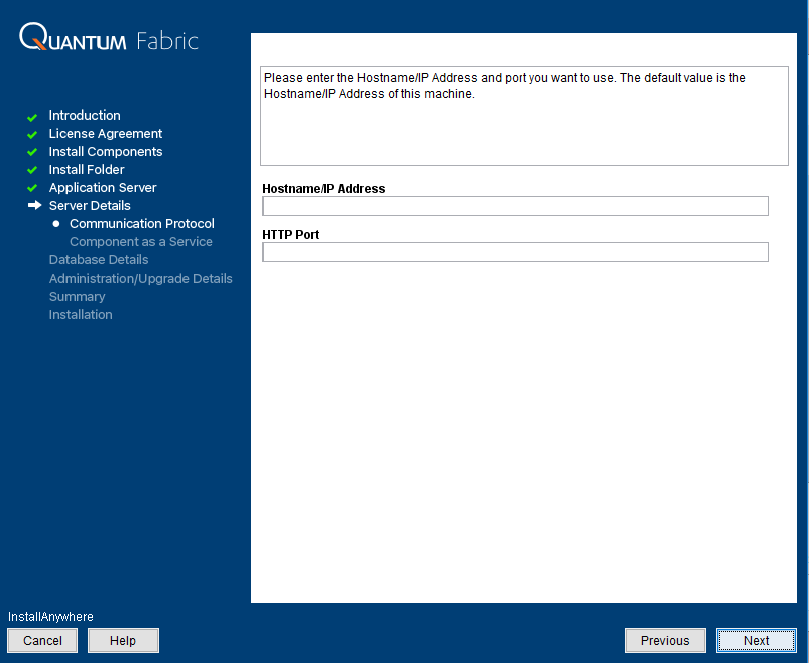 QUANTUM Fabric
Introduction
License Agreement
Install Components
Install Folder
Application Server
Server Details
Communication Protocol
Component as a Service
Database Details
Administration/Upgrade Details
Summary
Installation
Please enter the Hostname/IP Address and port you want to use. The default value is the
Hostname/IP Address of this machine.
Hostname/IP Address
HTTP Port
InstallAnywhere
Cancel
Help
Previous
Next